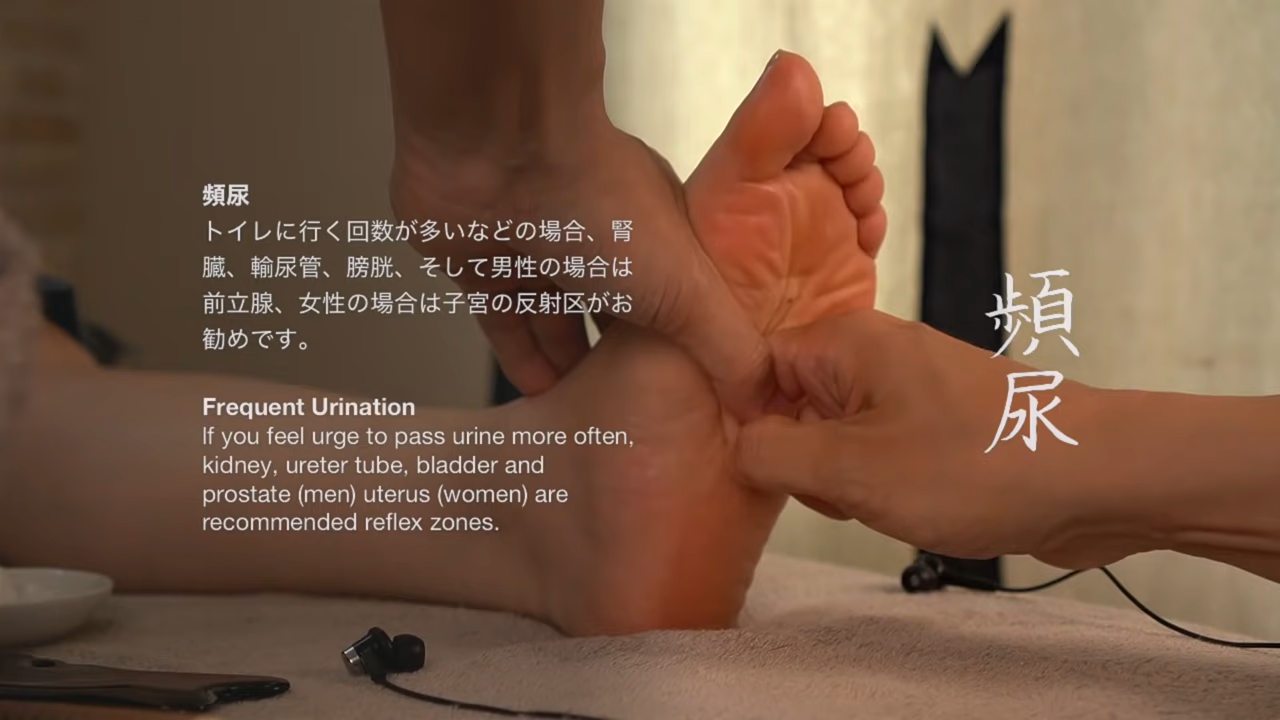 頻尿
トイレに行く回数が多いなどの場合、腎
臓、輸尿管、膀胱、そして男性の場合は
前立腺、女性の場合は子宮の反射区がお
勧めです。
Frequent Urination
If you feel urge to pass urine more often,
kidney, ureter tube, bladder and
prostate (men) uterus (women) are
recommended reflex zones.
頻
尿